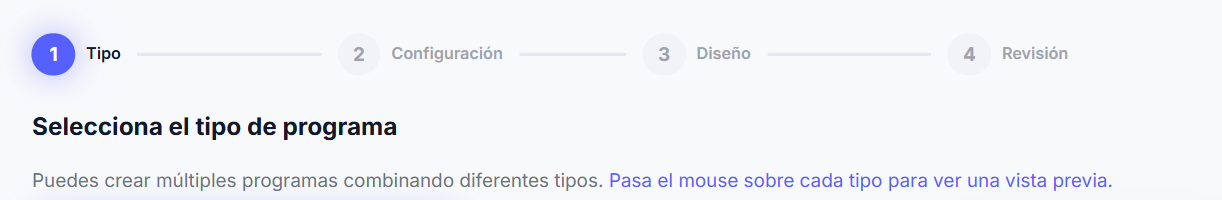 1 Tipo 2 Configuración 3 Diseño 4 Revisión
Selecciona el tipo de programa
Puedes crear múltiples programas combinando diferentes tipos. Pasa el mouse sobre cada tipo para ver una vista previa.